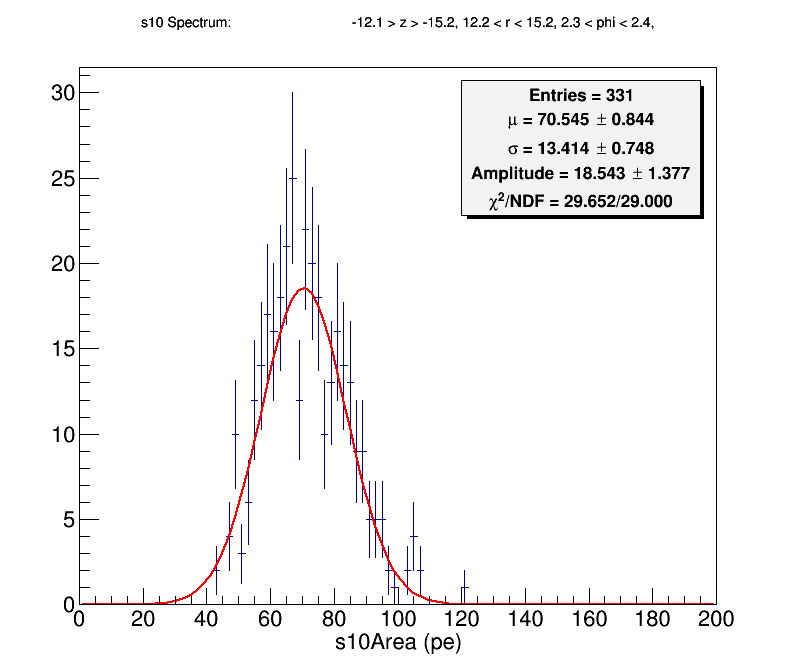 s10 Spectrum: -12.1 > z > -15.2, 12.2 < r < 15.2, 2.3 < phi < 2.4,
Entries = 331
μ = 70.545 ± 0.844
σ = 13.414 ± 0.748
Amplitude = 18.543 ± 1.377
χ²/NDF = 29.652/29.000
30
25
20
15
10
5
0
0 20 40 60 80 100 120 140 160 180 200
s10Area (pe)